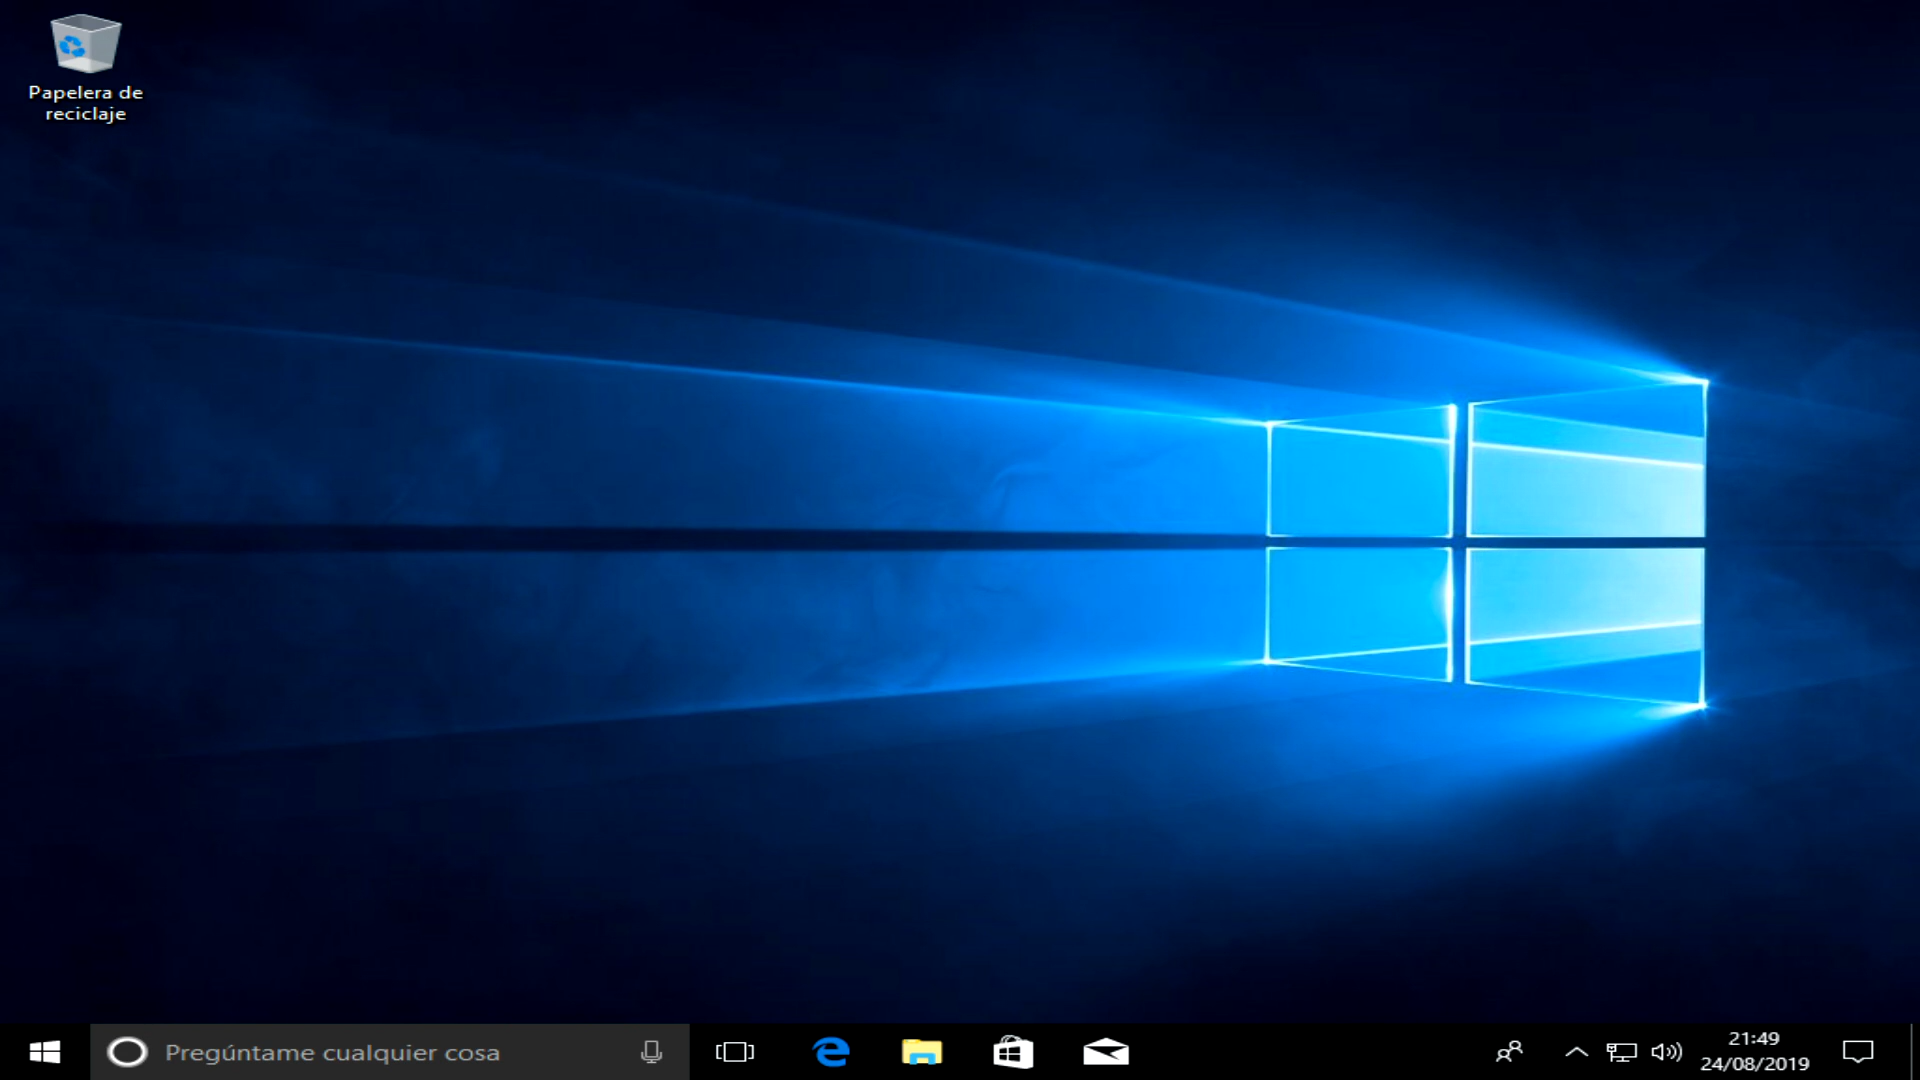 Papelera de
reciclaje
Pregúntame cualquier cosa
21:49
24/08/2019